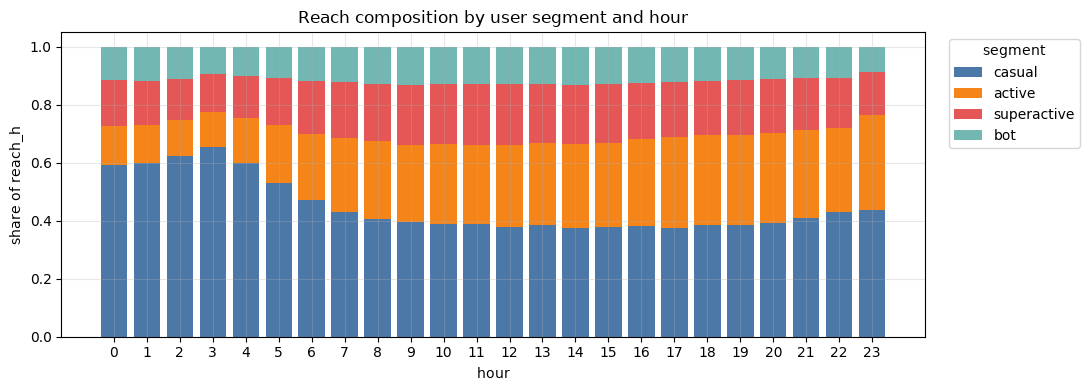 Reach composition by user segment and hour
share of reach_h
1.0
0.8
0.6
0.4
0.2
0.0
0 1 2 3 4 5 6 7 8 9 10 11 12 13 14 15 16 17 18 19 20 21 22 23
hour
segment
casual
active
superactive
bot